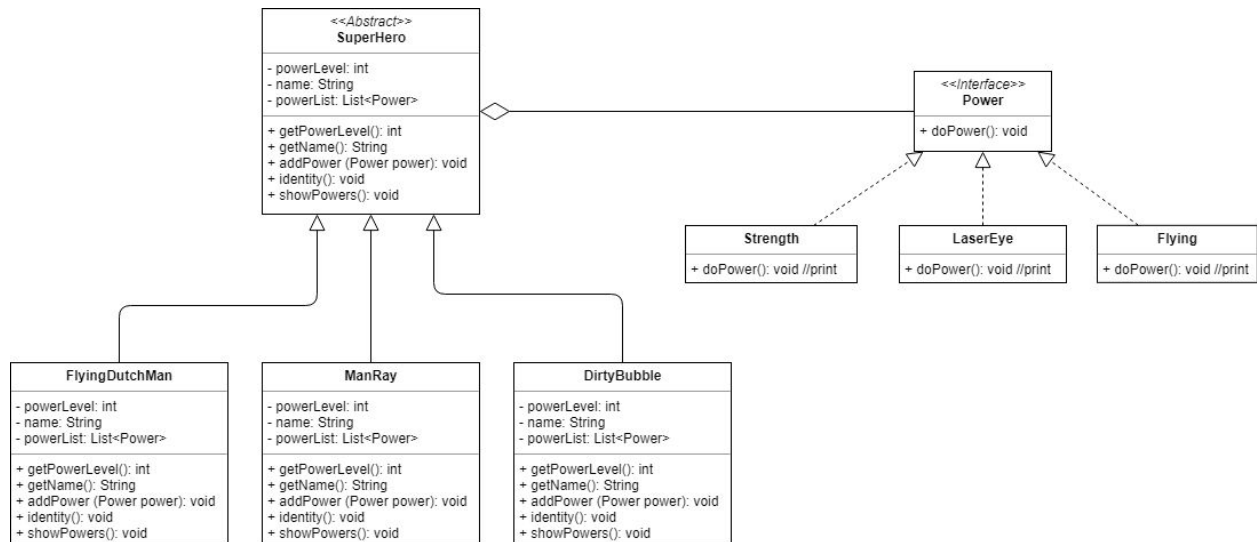 <<Abstract>>
SuperHero
- powerLevel: int
- name: String
- powerList: List<Power>
+ getPowerLevel(): int
+ getName(): String
+ addPower (Power power): void
+ identity(): void
+ showPowers(): void
<<Interface>>
Power
+ doPower(): void
Strength
+ doPower(): void //print
LaserEye
+ doPower(): void //print
Flying
+ doPower(): void //print
FlyingDutchMan
- powerLevel: int
- name: String
- powerList: List<Power>
+ getPowerLevel(): int
+ getName(): String
+ addPower (Power power): void
+ identity(): void
+ showPowers(): void
ManRay
- powerLevel: int
- name: String
- powerList: List<Power>
+ getPowerLevel(): int
+ getName(): String
+ addPower (Power power): void
+ identity(): void
+ showPowers(): void
DirtyBubble
- powerLevel: int
- name: String
- powerList: List<Power>
+ getPowerLevel(): int
+ getName(): String
+ addPower (Power power): void
+ identity(): void
+ showPowers(): void